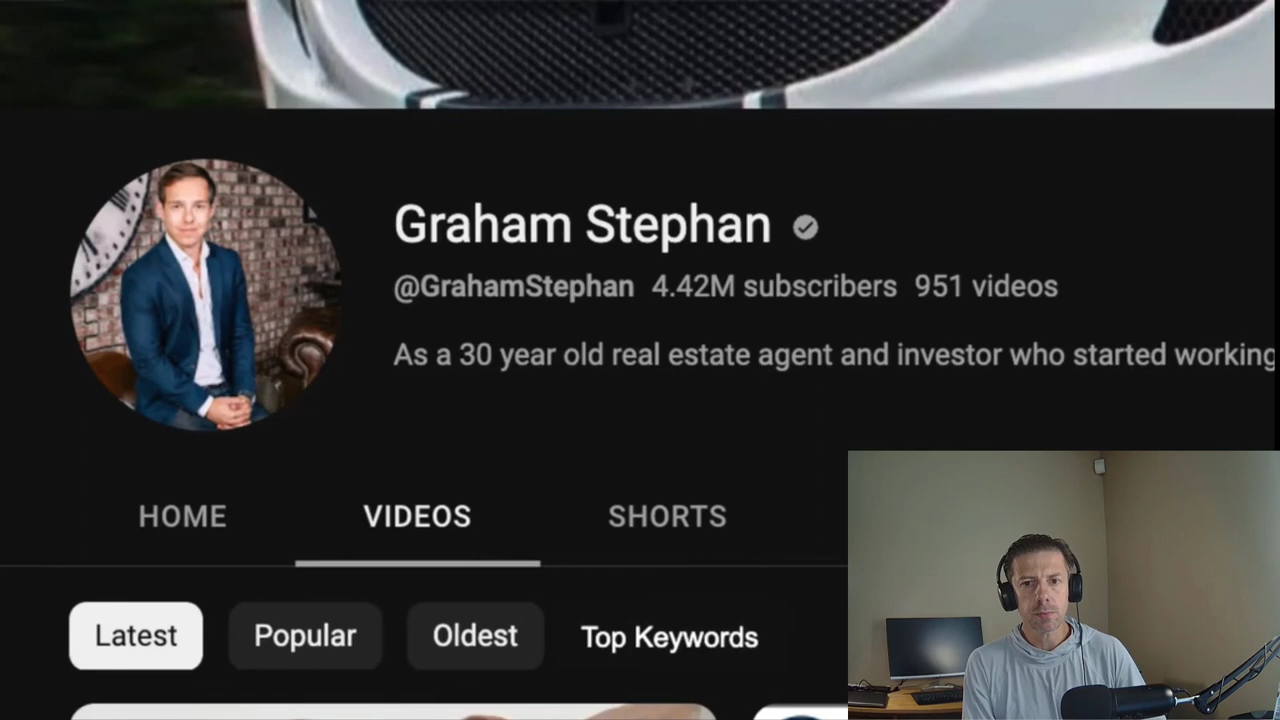 Graham Stephan
@GrahamStephan 4.42M subscribers 951 videos
As a 30 year old real estate agent and investor who started working
HOME VIDEOS SHORTS
Latest Popular Oldest Top Keywords